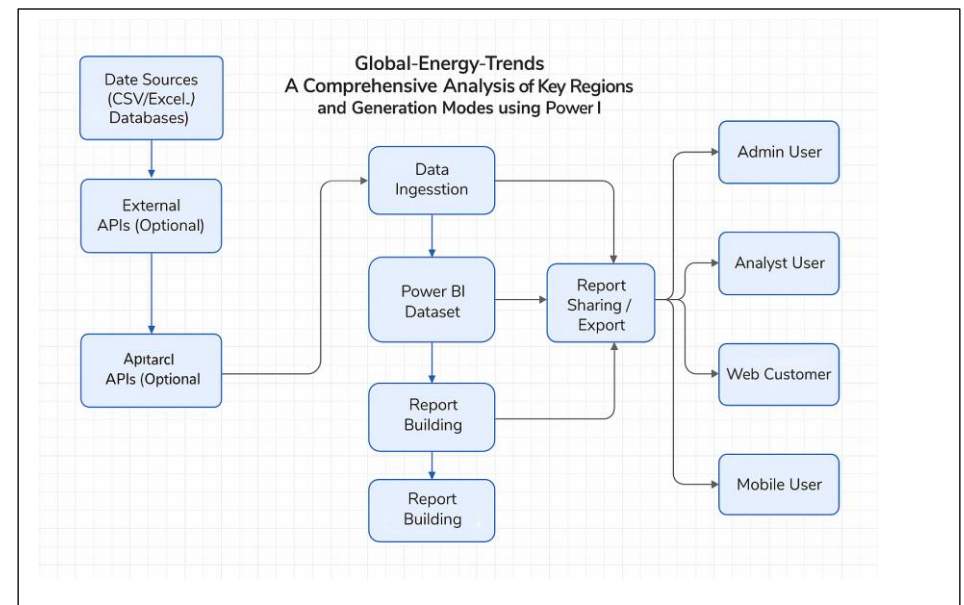 Global-Energy-Trends
A Comprehensive Analysis of Key Regions
and Generation Modes using Power I
Date Sources
(CSV/Excel.)
Databases)
External
APIs (Optional)
Apıtarcl
APIs (Optional
Data
Ingesstion
Power BI
Dataset
Report
Building
Report
Building
Report
Sharing /
Export
Admin User
Analyst User
Web Customer
Mobile User